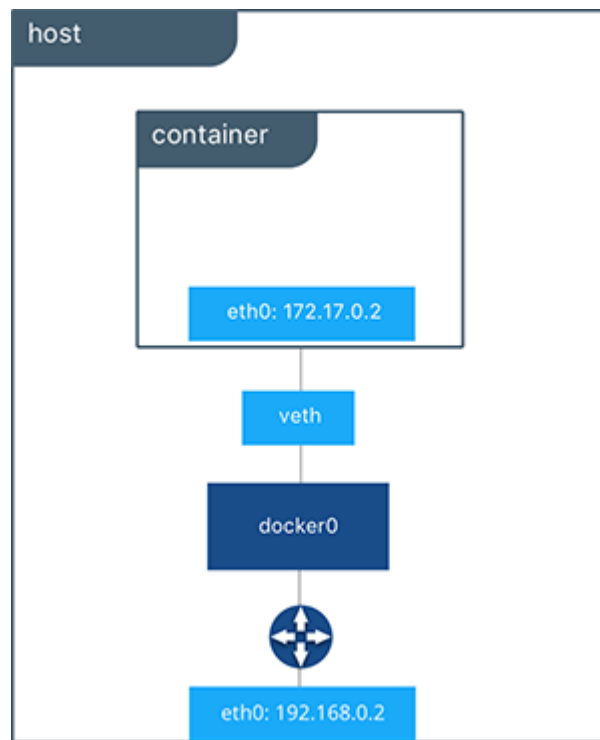 host
container
eth0: 172.17.0.2
veth
docker0
eth0: 192.168.0.2